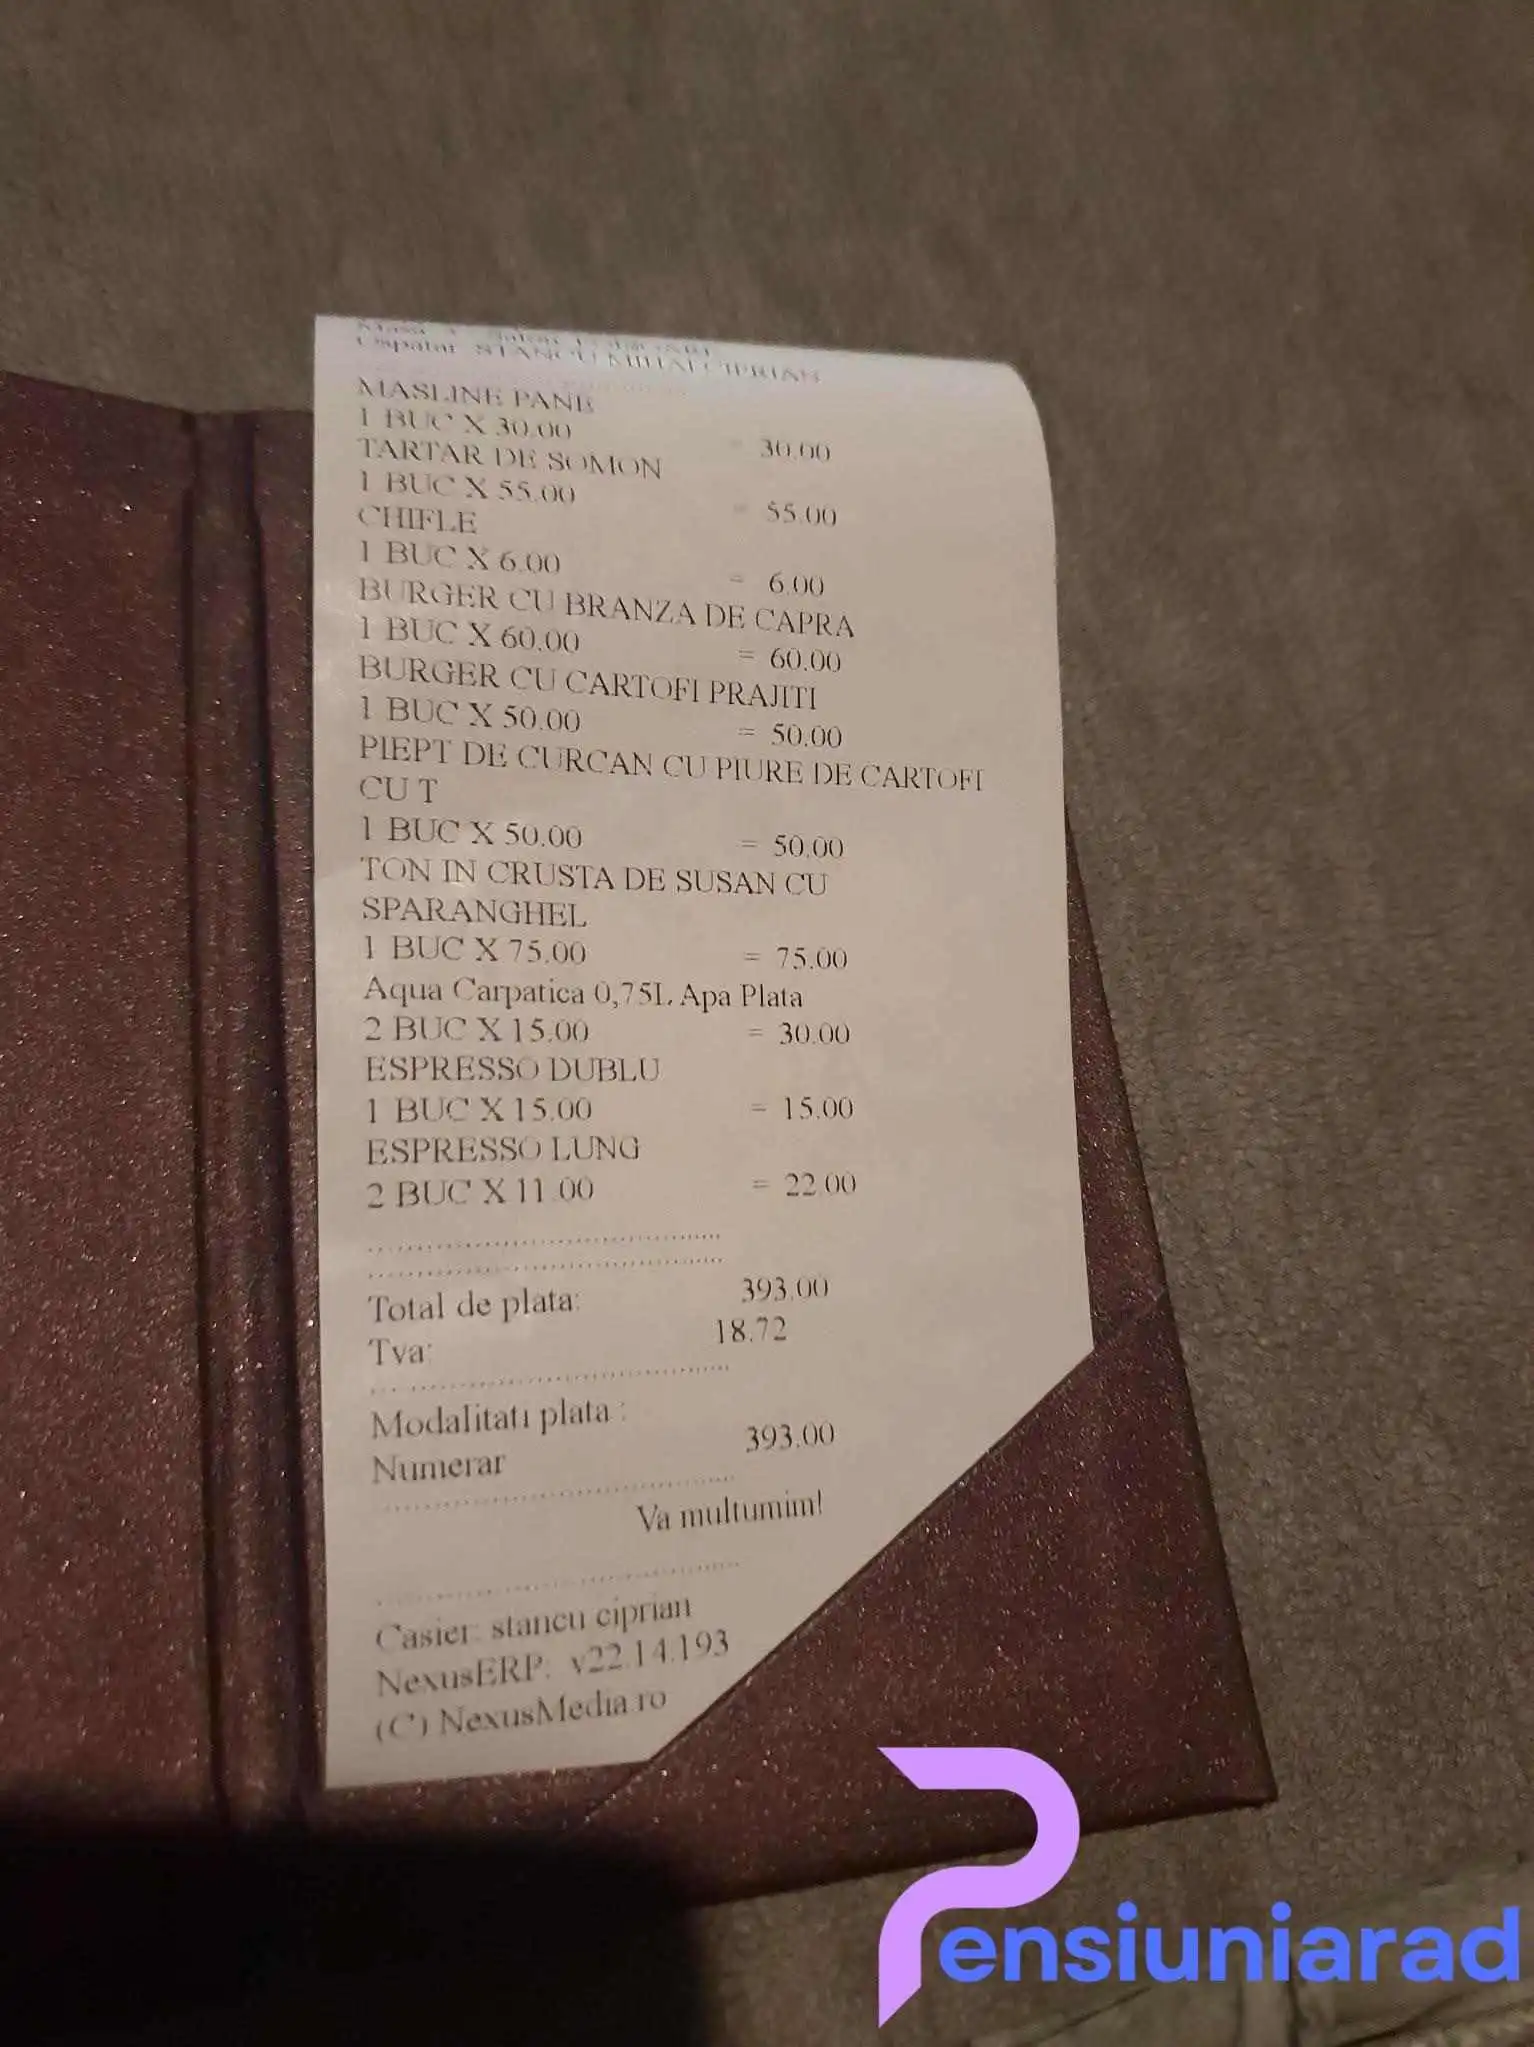 Ospatar STANCU MIHAI CIPRIAN
MASLINE PANE
1 BUC X 30.00 = 30.00
TARTAR DE SOMON
1 BUC X 55.00 = 55.00
CHIFLE
1 BUC X 6.00 = 6.00
BURGER CU BRANZA DE CAPRA
1 BUC X 60.00 = 60.00
BURGER CU CARTOFI PRAJITI
1 BUC X 50.00 = 50.00
PIEPT DE CURCAN CU PIURE DE CARTOFI
CU T
1 BUC X 50.00 = 50.00
TON IN CRUSTA DE SUSAN CU
SPARANGHEL
1 BUC X 75.00 = 75.00
Aqua Carpatica 0,75L Apa Plata
2 BUC X 15.00 = 30.00
ESPRESSO DUBLU
1 BUC X 15.00 = 15.00
ESPRESSO LUNG
2 BUC X 11.00 = 22.00
Total de plata: 393.00
Tva: 18.72
Modalitati plata :
Numerar 393.00
Va multumim!
Casier: stancu ciprian
NexusERP: v22.14.193
(C) NexusMedia.ro
Pensiuniarad